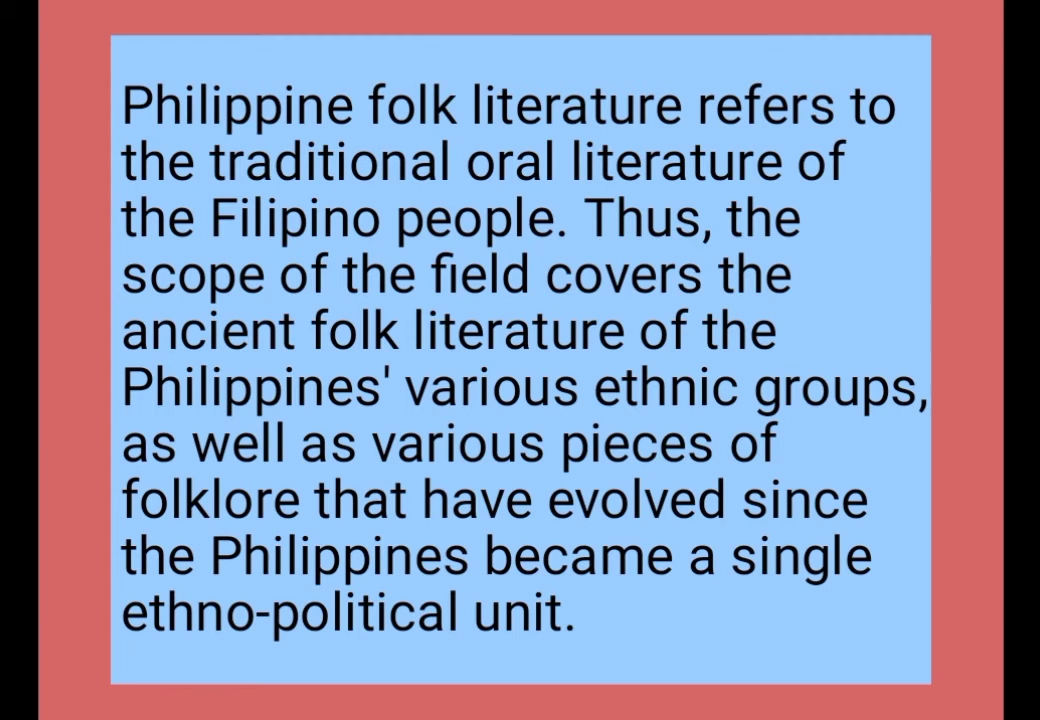 Philippine folk literature refers to
the traditional oral literature of
the Filipino people. Thus, the
scope of the field covers the
ancient folk literature of the
Philippines' various ethnic groups,
as well as various pieces of
folklore that have evolved since
the Philippines became a single
ethno-political unit.